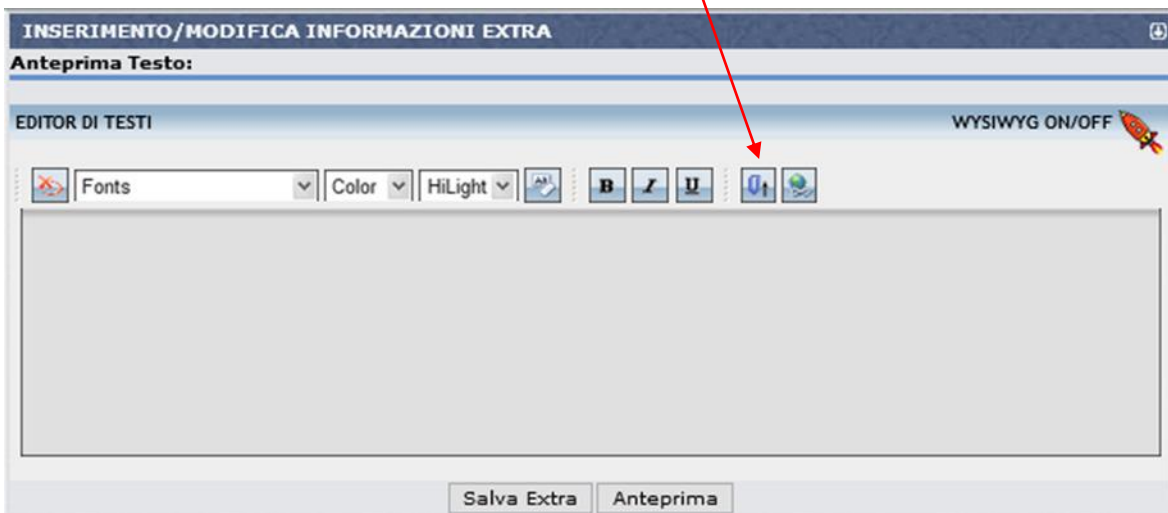 INSERIMENTO/MODIFICA INFORMAZIONI EXTRA
Anteprima Testo:
EDITOR DI TESTI WYSIWYG ON/OFF
Fonts Color HiLight B I U
Salva Extra Anteprima